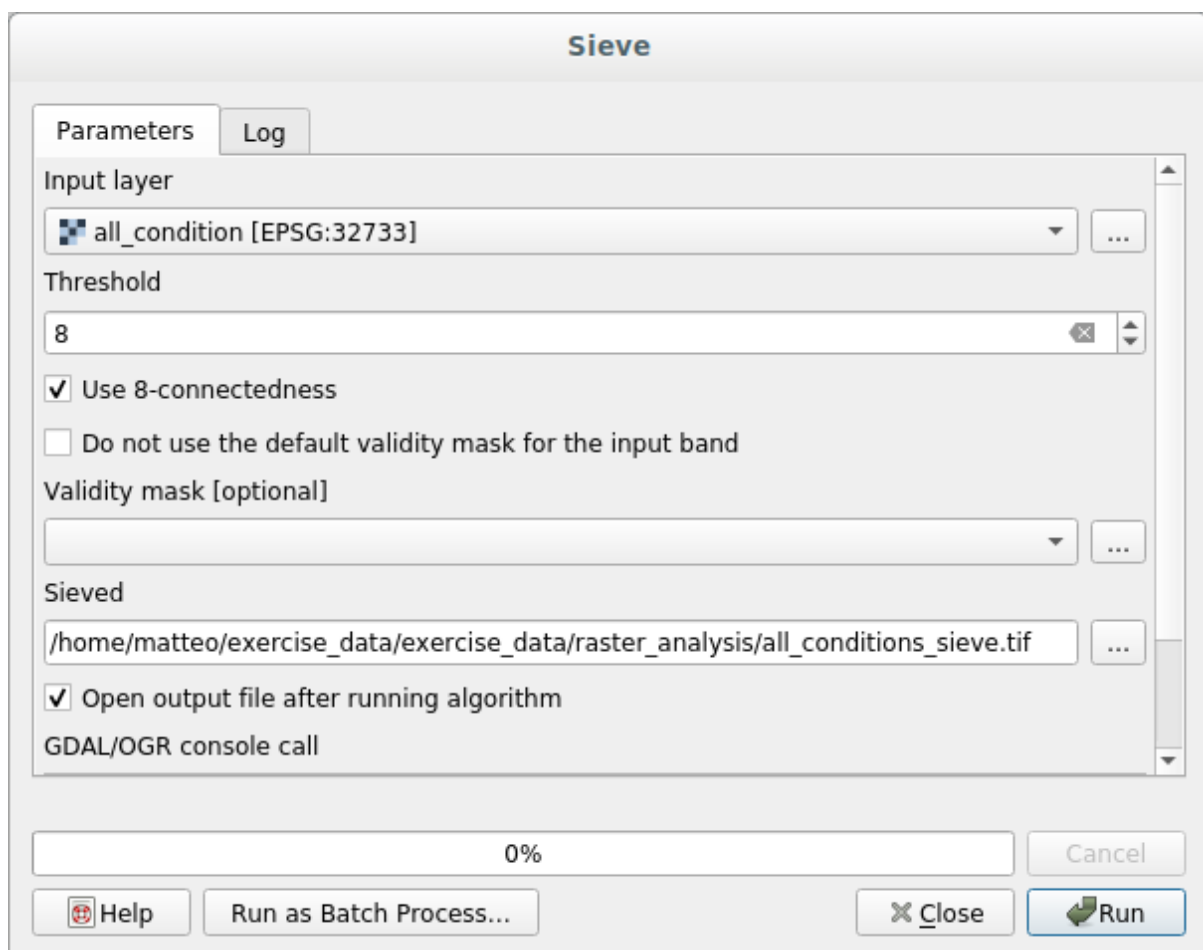 Sieve
Parameters
Log
Input layer
all_condition [EPSG:32733]
...
Threshold
8
Use 8-connectedness
Do not use the default validity mask for the input band
Validity mask [optional]
...
Sieved
/home/matteo/exercise_data/exercise_data/raster_analysis/all_conditions_sieve.tif
...
Open output file after running algorithm
GDAL/OGR console call
0%
Cancel
Help
Run as Batch Process...
Close
Run